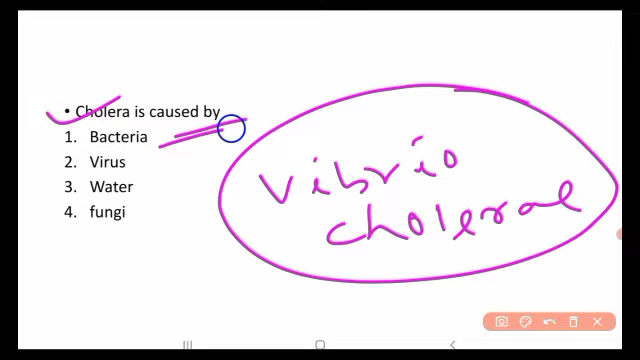 • Cholera is caused by
1. Bacteria
2. Virus
3. Water
4. fungi
Vibrio
cholerae